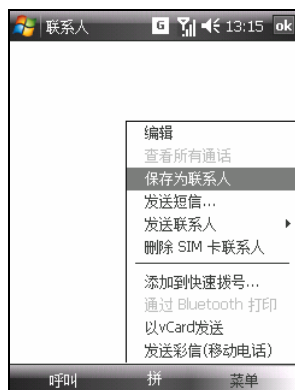 联系人 G 13:15 ok
编辑
查看所有通话
保存为联系人
发送短信...
发送联系人
删除 SIM 卡联系人
添加到快速拨号...
通过 Bluetooth 打印
以vCard发送
发送彩信(移动电话)
呼叫 拼 菜单